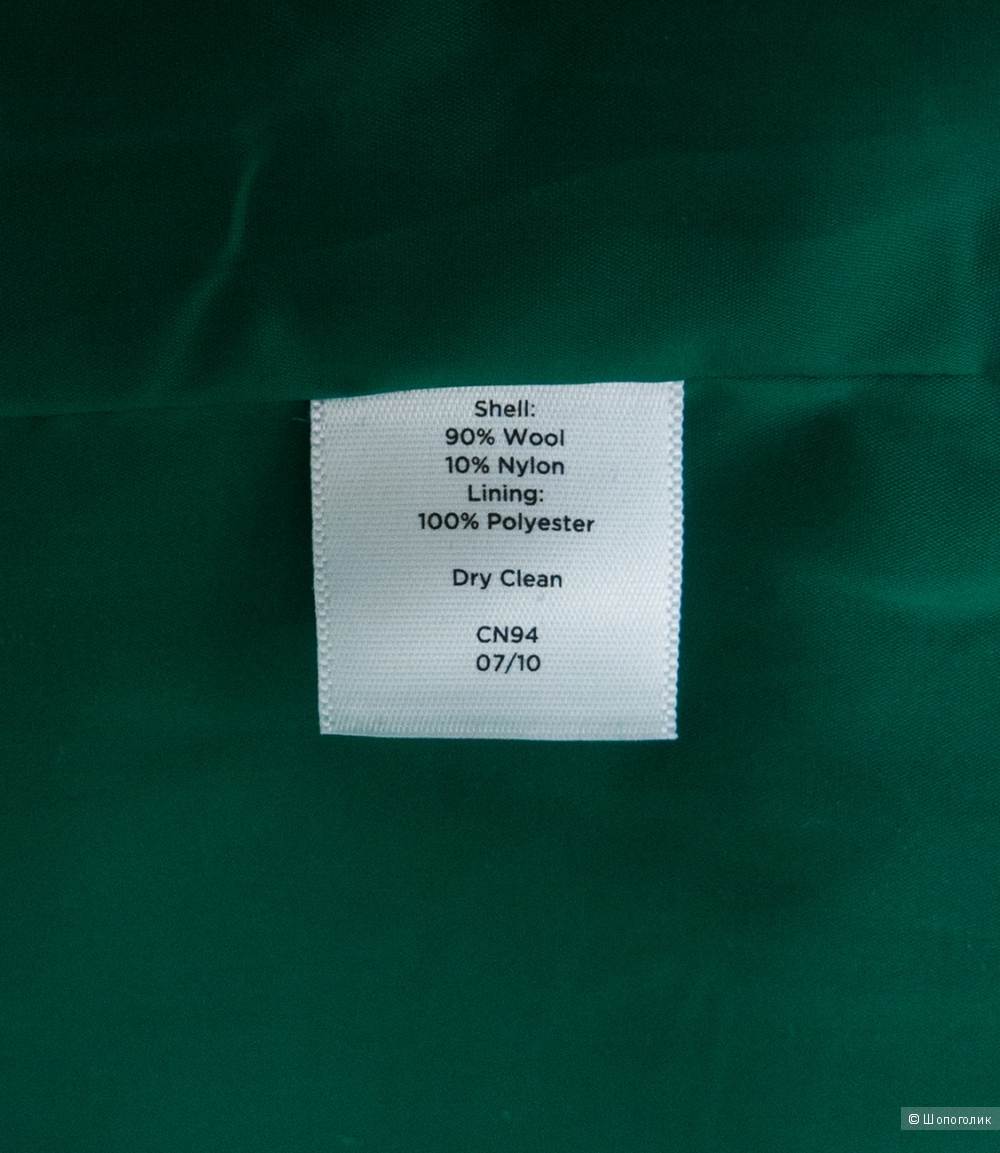 Shell:
90% Wool
10% Nylon
Lining:
100% Polyester
Dry Clean
CN94
07/10
© Шопоголик